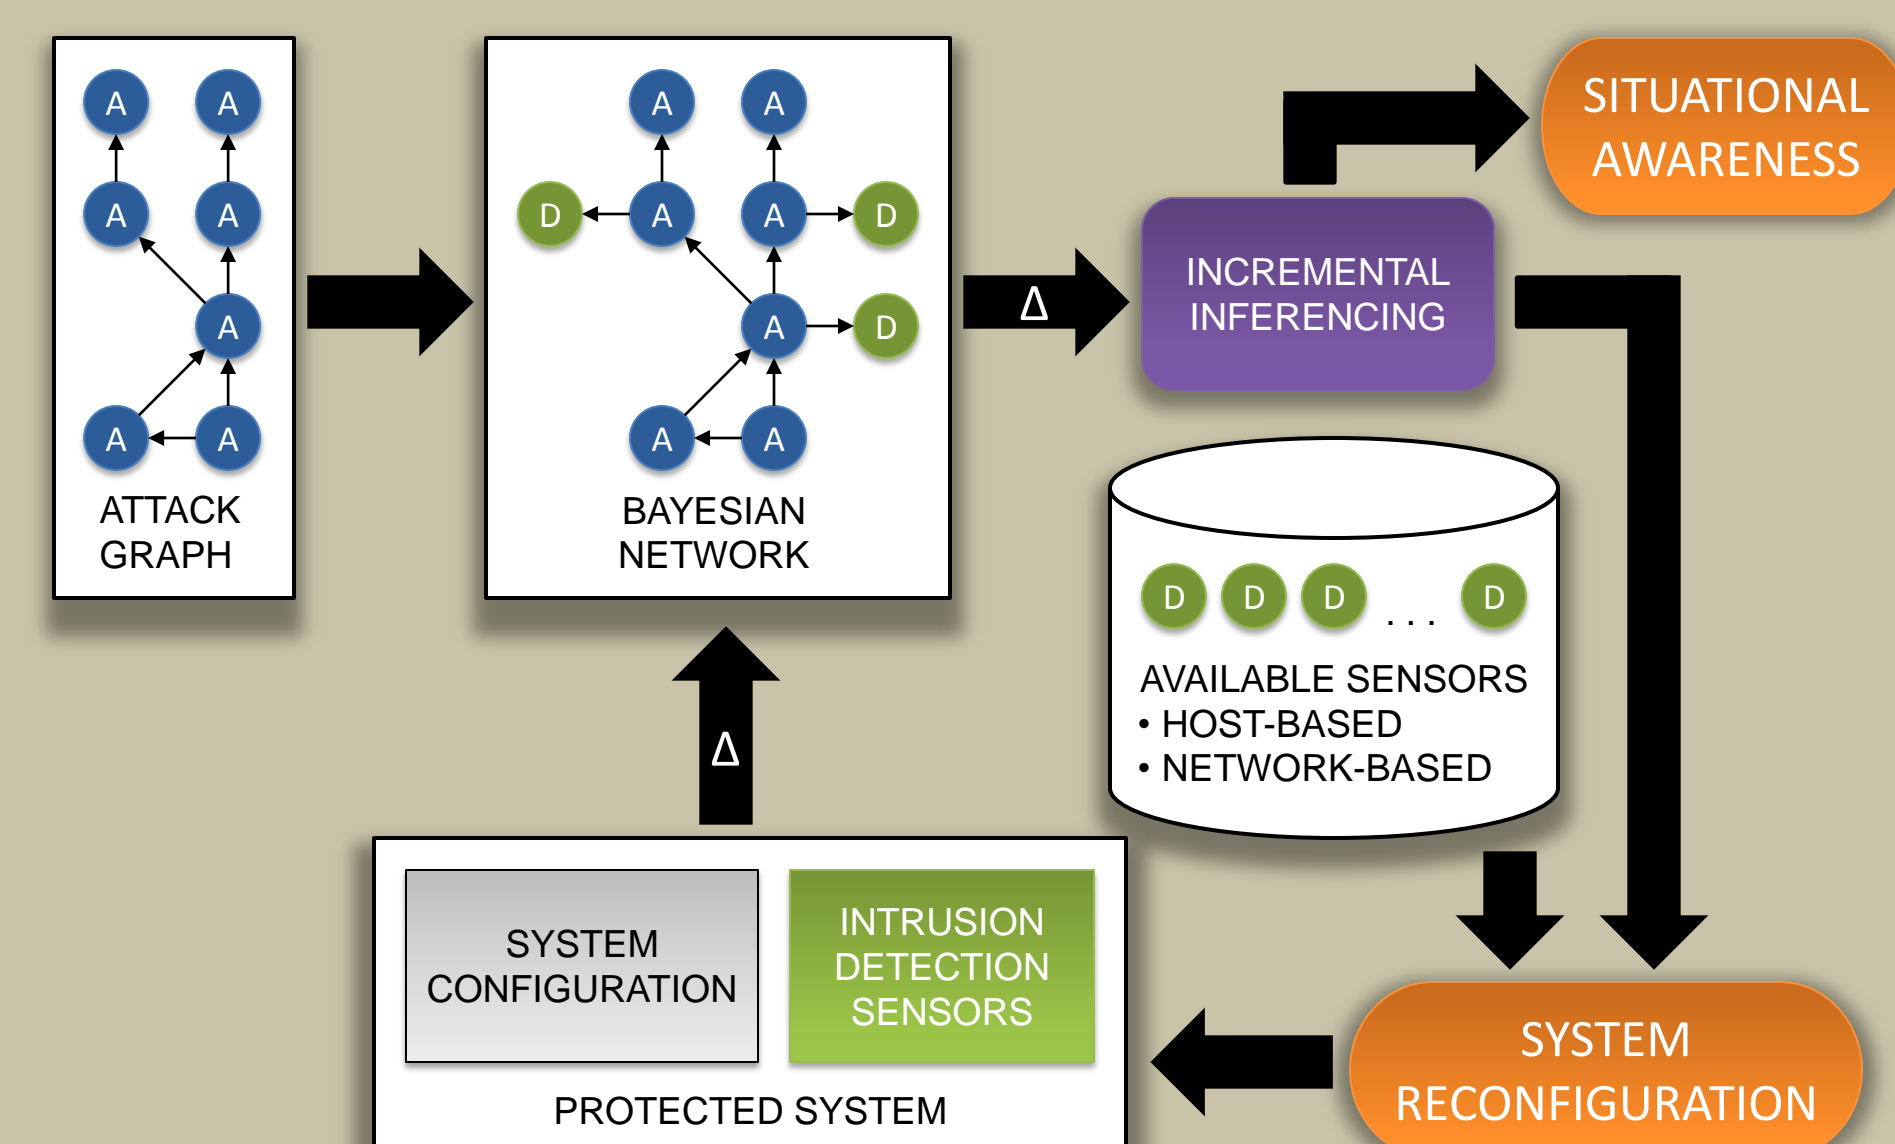 A A
A A
A
A A
ATTACK
GRAPH
A A
D A A D
A D
A A
BAYESIAN
NETWORK
Δ
INCREMENTAL
INFERENCING
SITUATIONAL
AWARENESS
D D D . . . D
AVAILABLE SENSORS
• HOST-BASED
• NETWORK-BASED
Δ
SYSTEM
CONFIGURATION
INTRUSION
DETECTION
SENSORS
PROTECTED SYSTEM
SYSTEM
RECONFIGURATION